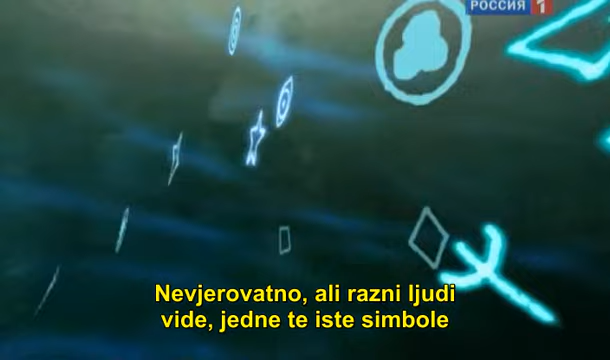 РОССИЯ 1
Nevjerovatno, ali razni ljudi
vide, jedne te iste simbole